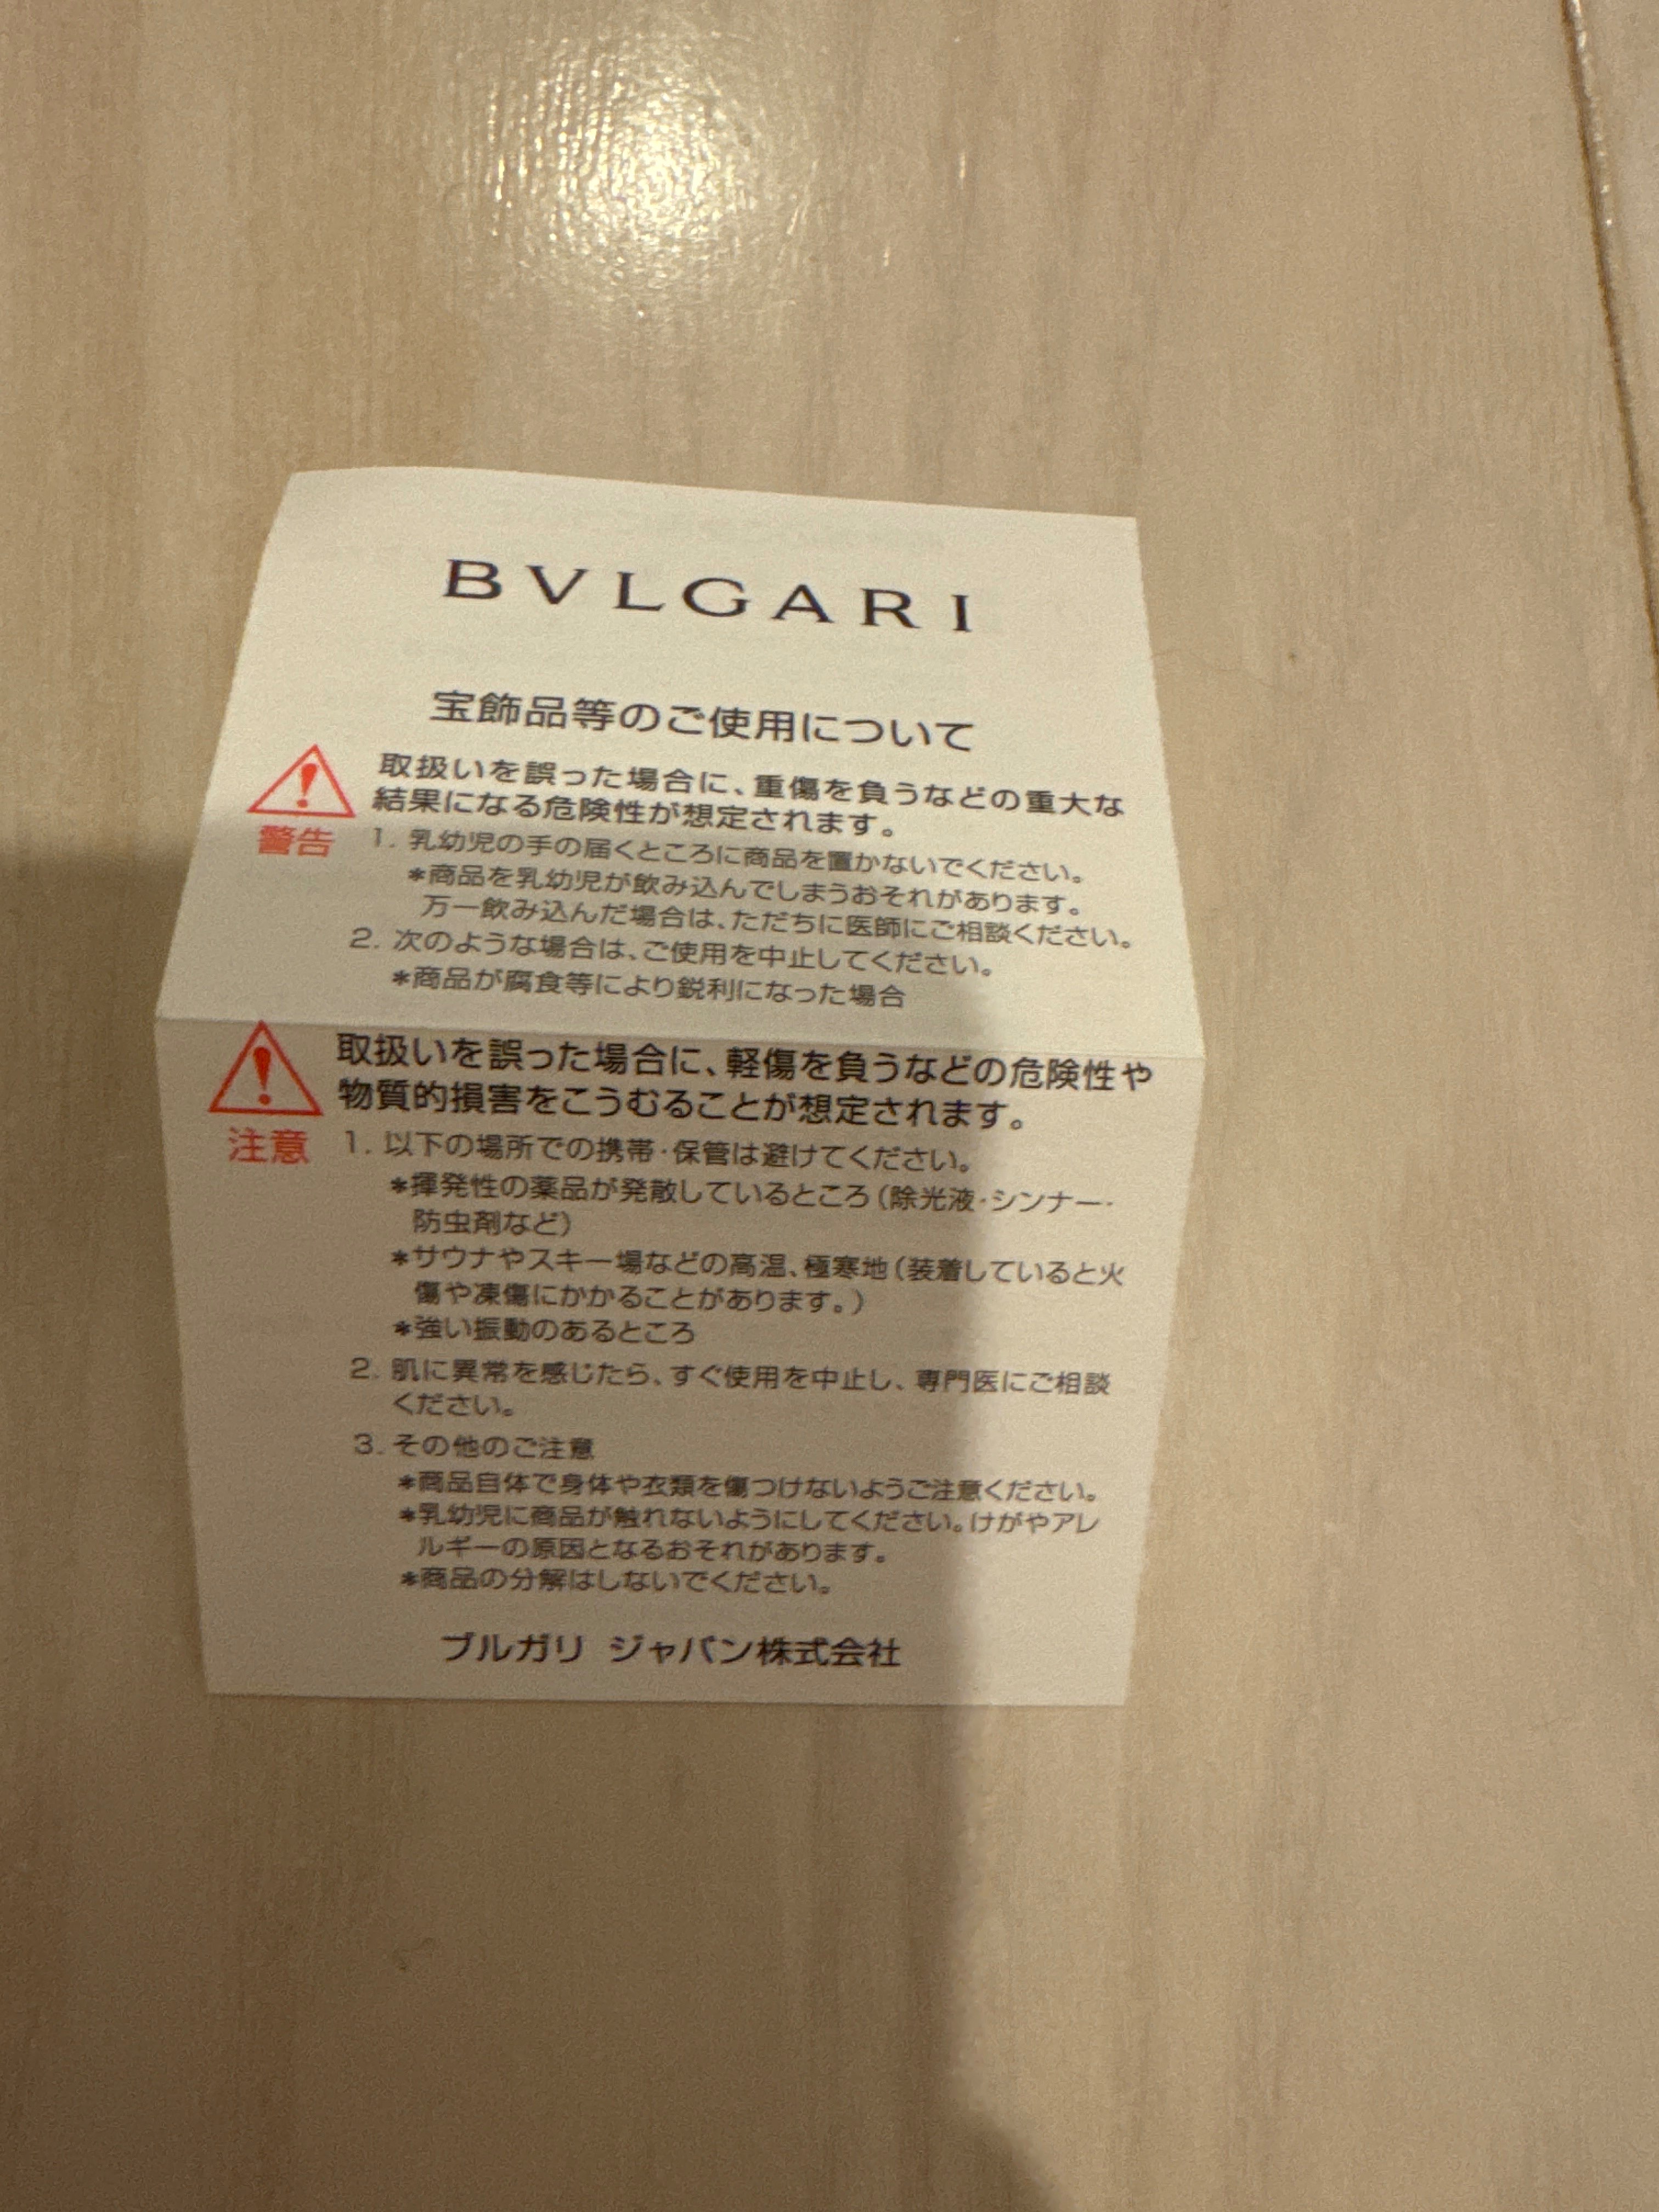 BVLGARI
宝飾品等のご使用について
取扱いを誤った場合に、重傷を負うなどの重大な
結果になる危険性が想定されます。
警告
1. 乳幼児の手の届くところに商品を置かないでください。
*商品を乳幼児が飲み込んでしまうおそれがあります。
万一飲み込んだ場合は、ただちに医師にご相談ください。
2. 次のような場合は、ご使用を中止してください。
*商品が腐食等により鋭利になった場合
取扱いを誤った場合に、軽傷を負うなどの危険性や
物質的損害をこうむることが想定されます。
注意
1. 以下の場所での携帯・保管は避けてください。
*揮発性の薬品が発散しているところ(除光液・シンナー・
防虫剤など)
*サウナやスキー場などの高温、極寒地(装着していると火
傷や凍傷にかかることがあります。)
*強い振動のあるところ
2. 肌に異常を感じたら、すぐ使用を中止し、専門医にご相談
ください。
3. その他のご注意
*商品自体で身体や衣類を傷つけないようご注意ください。
*乳幼児に商品が触れないようにしてください。けがやアレ
ルギーの原因となるおそれがあります。
*商品の分解はしないでください。
ブルガリ ジャパン株式会社